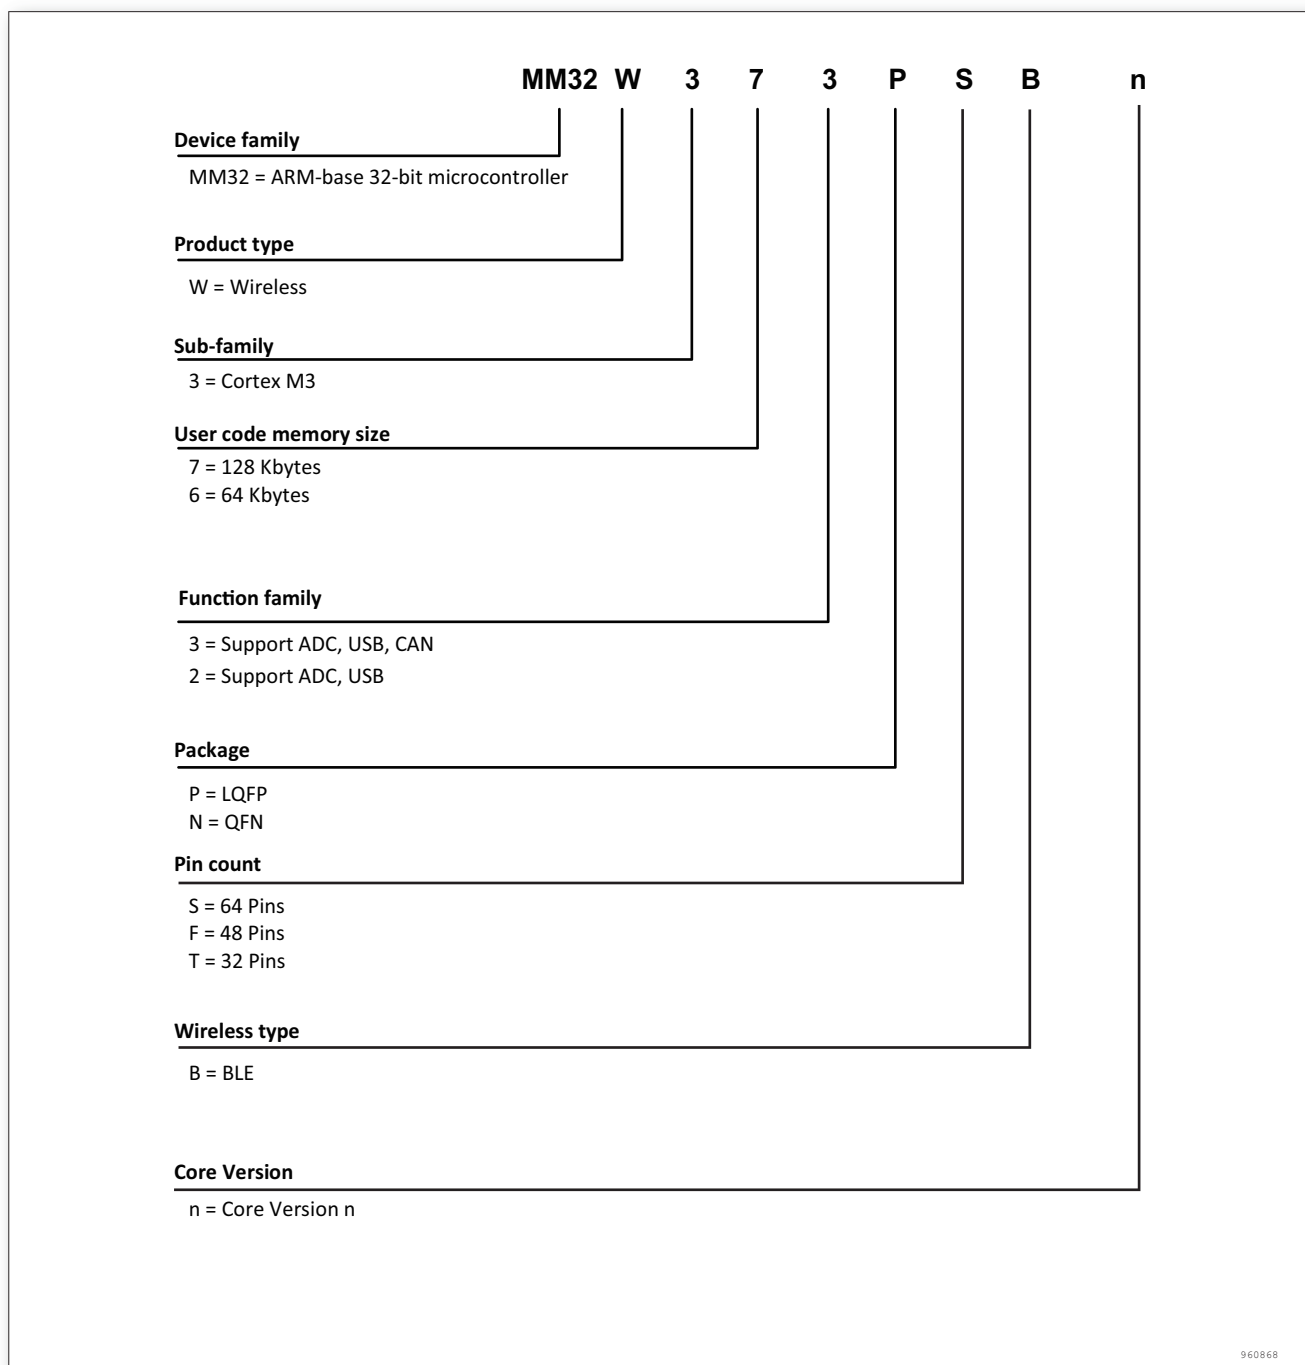 MM32 W 3 7 3 P S B n
Device family
MM32 = ARM-base 32-bit microcontroller
Product type
W = Wireless
Sub-family
3 = Cortex M3
User code memory size
7 = 128 Kbytes
6 = 64 Kbytes
Function family
3 = Support ADC, USB, CAN
2 = Support ADC, USB
Package
P = LQFP
N = QFN
Pin count
S = 64 Pins
F = 48 Pins
T = 32 Pins
Wireless type
B = BLE
Core Version
n = Core Version n
960868